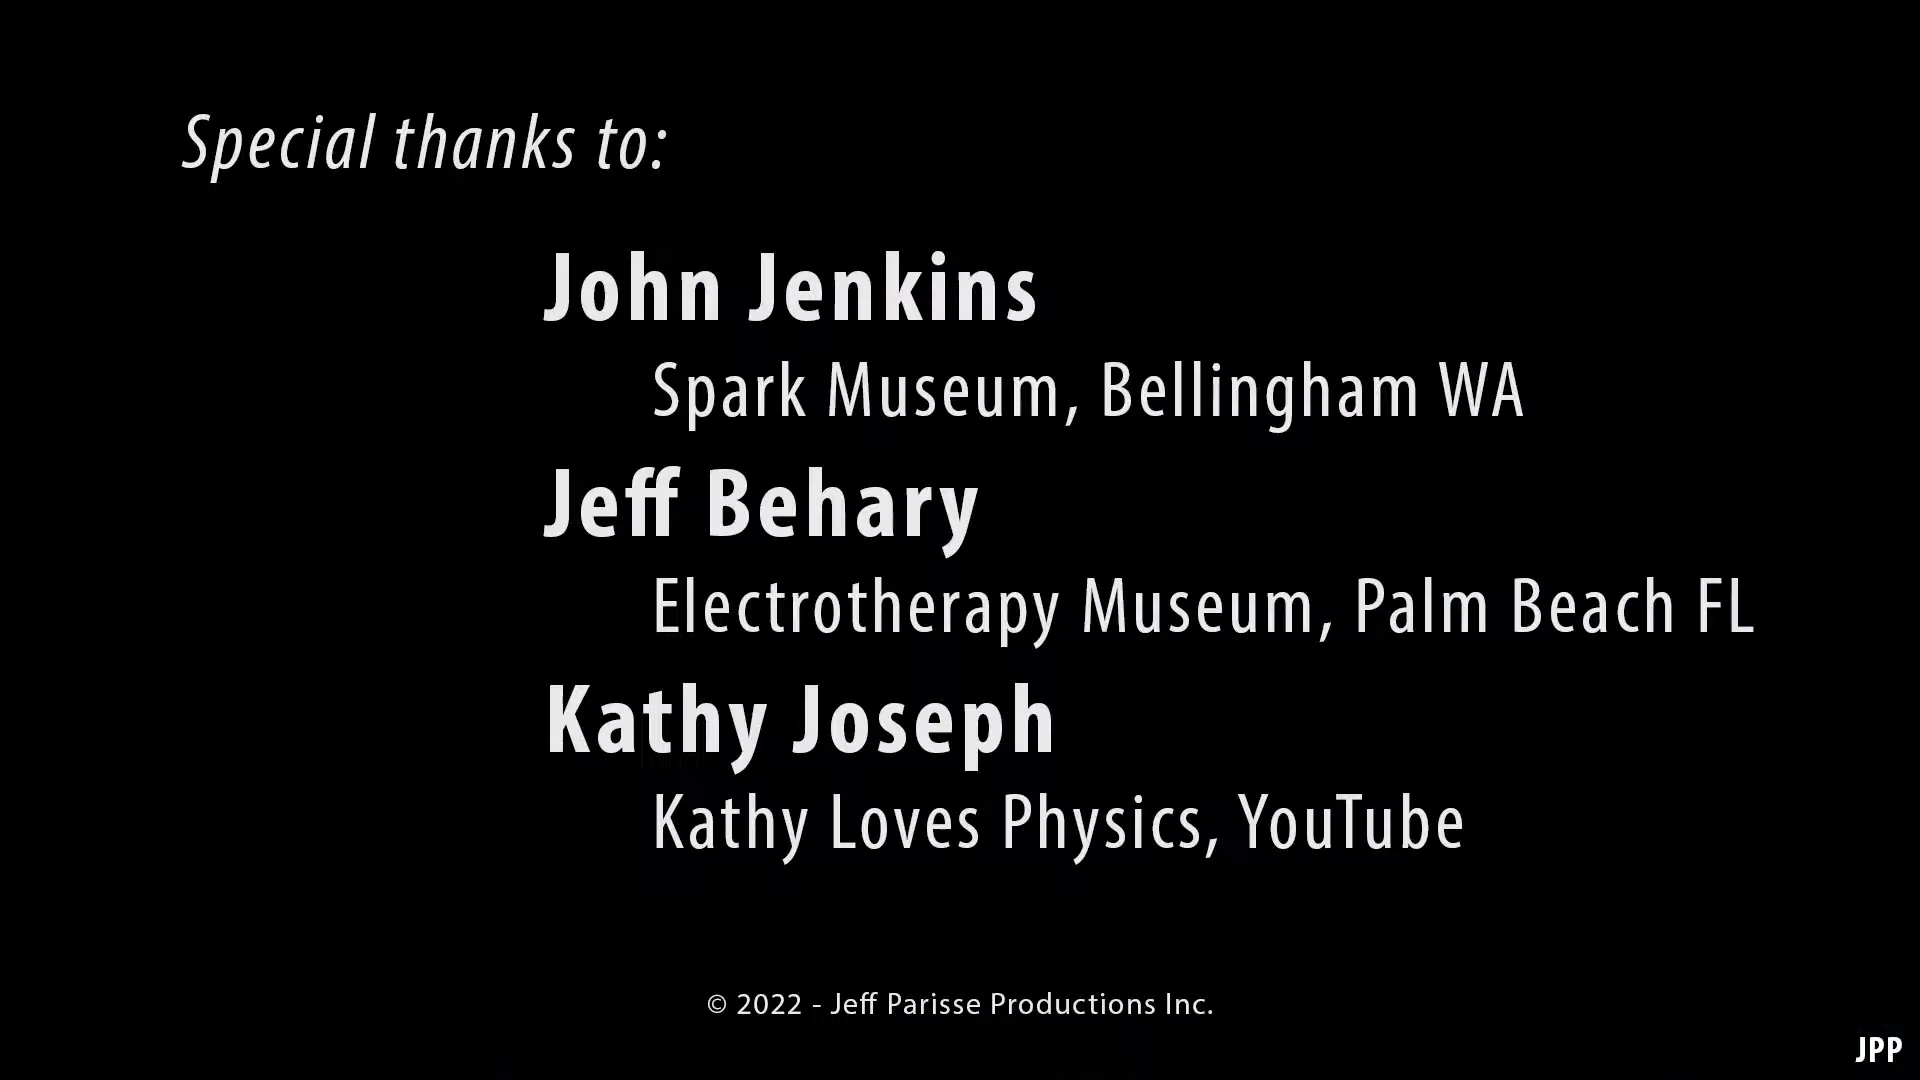 Special thanks to:
John Jenkins
Spark Museum, Bellingham WA
Jeff Behary
Electrotherapy Museum, Palm Beach FL
Kathy Joseph
Kathy Loves Physics, YouTube
© 2022 - Jeff Parisse Productions Inc.
JPP